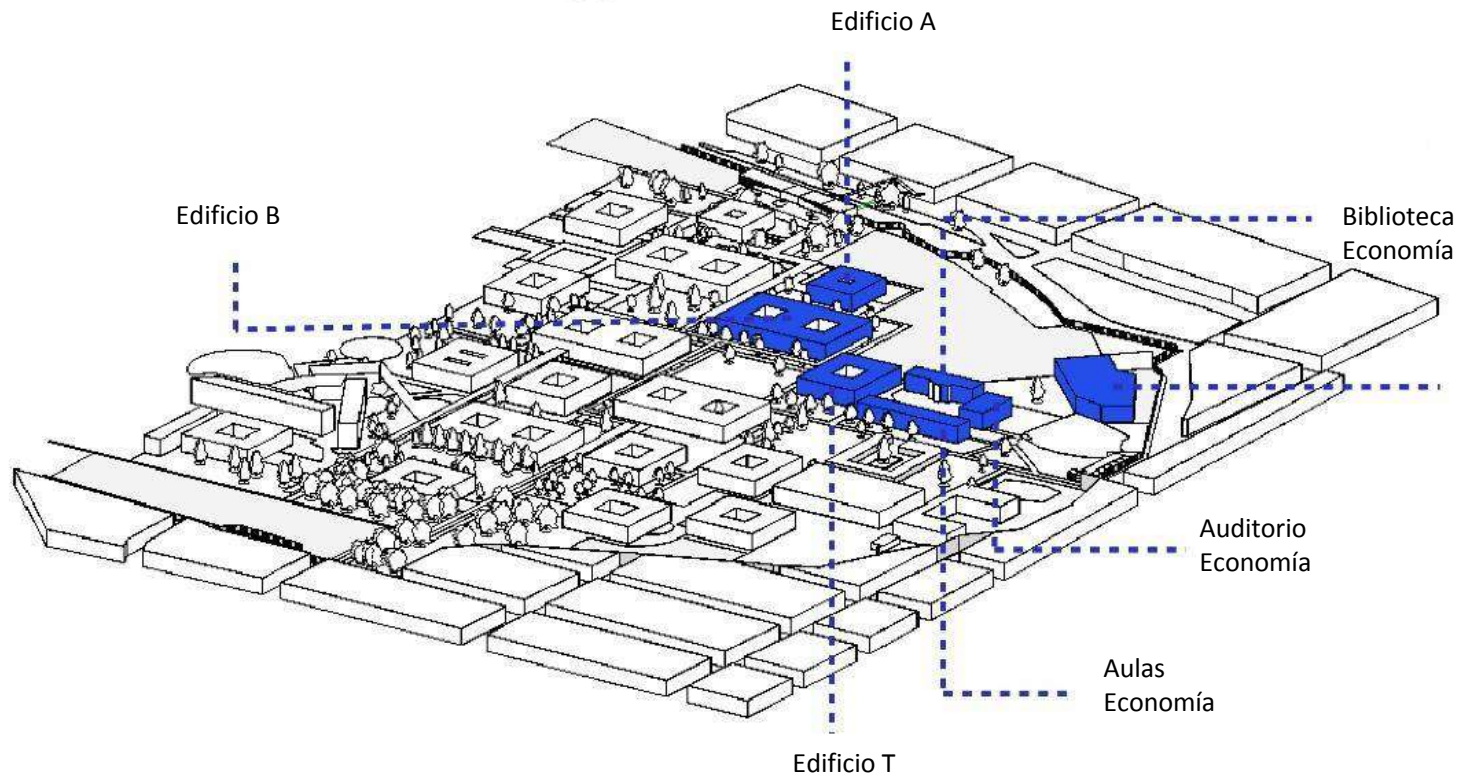 Edificio A
Edificio B
Biblioteca
Economía
Auditorio
Economía
Aulas
Economía
Edificio T